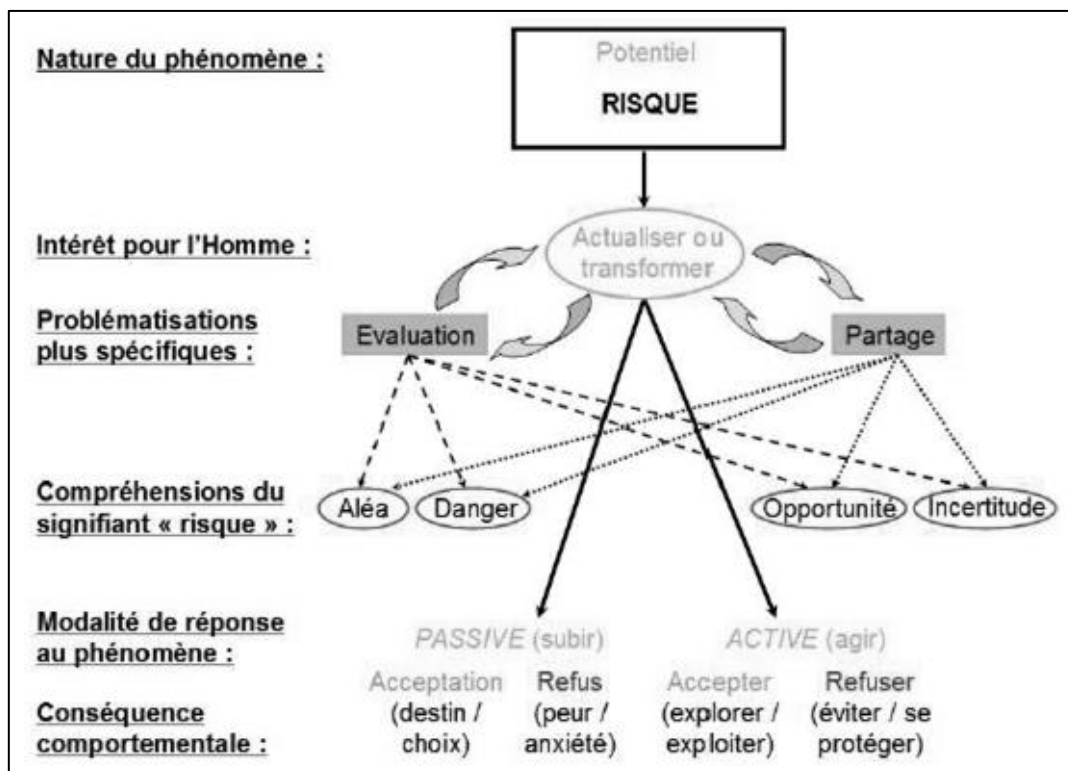 Nature du phénomène :
Potentiel
RISQUE
Intérêt pour l'Homme :
Actualiser ou
transformer
Problématisations
plus spécifiques :
Evaluation
Partage
Compréhensions du
signifiant « risque » :
Aléa
Danger
Opportunité
Incertitude
Modalité de réponse
au phénomène :
PASSIVE (subir)
ACTIVE (agir)
Conséquence
comportementale :
Acceptation
(destin /
choix)
Refus
(peur /
anxiété)
Accepter
(explorer /
exploiter)
Refuser
(éviter / se
protéger)